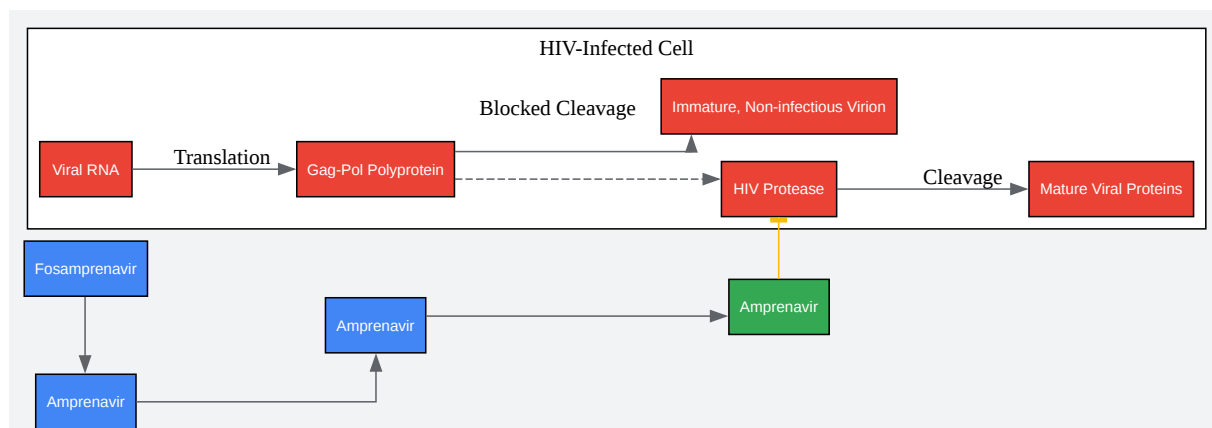 HIV-Infected Cell
Blocked Cleavage
Immature, Non-infectious Virion
Viral RNA
Translation
Gag-Pol Polyprotein
HIV Protease
Cleavage
Mature Viral Proteins
Fosamprenavir
Amprenavir
Amprenavir
Amprenavir